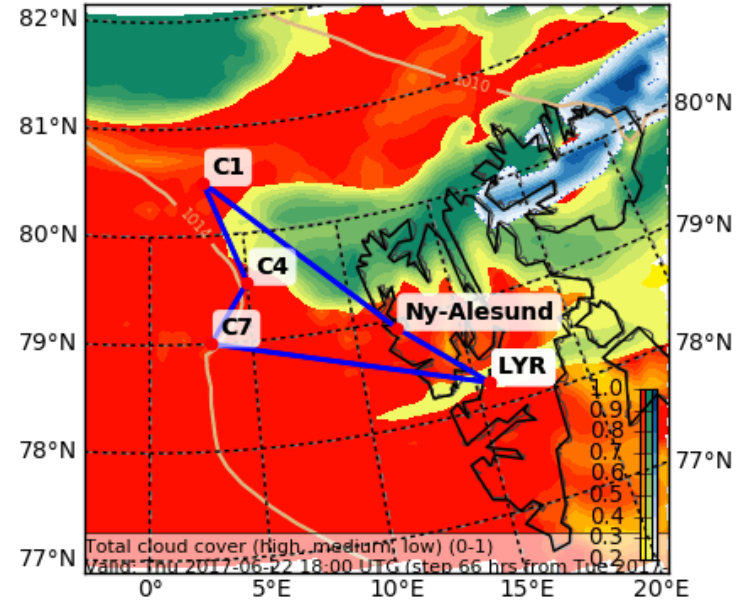 82°N
81°N
80°N
79°N
78°N
77°N
80°N
79°N
78°N
77°N
1010
1014
C1
C4
C7
Ny-Alesund
LYR
1.0
0.9
0.8
0.7
0.6
0.5
0.4
0.3
0.2
Total cloud cover (high, medium, low) (0-1)
Valid: Thu 2017-06-22 18:00 UTC (step 66 hrs from Tue 2017-
0° 5°E 10°E 15°E 20°E